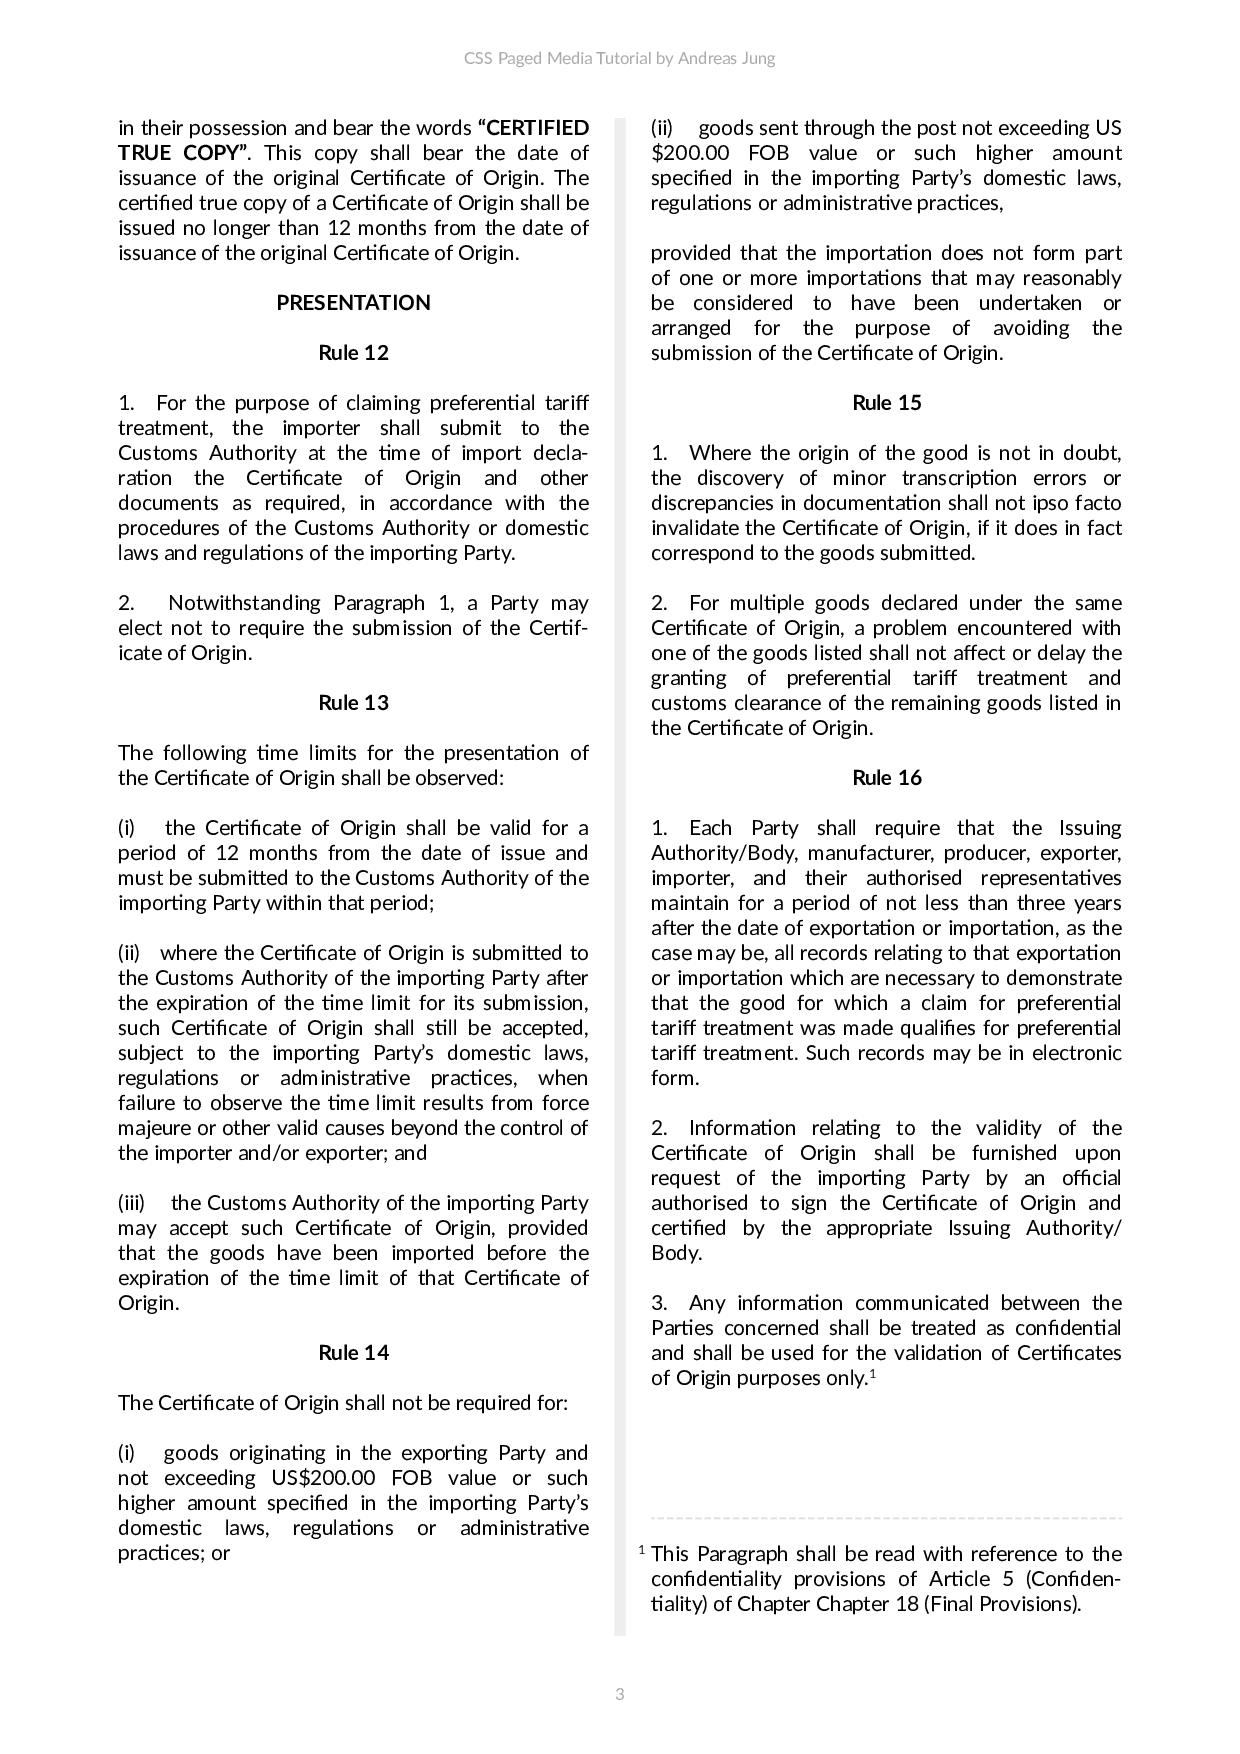 CSS Paged Media Tutorial by Andreas Jung
in their possession and bear the words “CERTIFIED
TRUE COPY”. This copy shall bear the date of
issuance of the original Certificate of Origin. The
certified true copy of a Certificate of Origin shall be
issued no longer than 12 months from the date of
issuance of the original Certificate of Origin.
PRESENTATION
Rule 12
1. For the purpose of claiming preferential tariff
treatment, the importer shall submit to the
Customs Authority at the time of import decla-
ration the Certificate of Origin and other
documents as required, in accordance with the
procedures of the Customs Authority or domestic
laws and regulations of the importing Party.
2. Notwithstanding Paragraph 1, a Party may
elect not to require the submission of the Certif-
icate of Origin.
Rule 13
The following time limits for the presentation of
the Certificate of Origin shall be observed:
(i) the Certificate of Origin shall be valid for a
period of 12 months from the date of issue and
must be submitted to the Customs Authority of the
importing Party within that period;
(ii) where the Certificate of Origin is submitted to
the Customs Authority of the importing Party after
the expiration of the time limit for its submission,
such Certificate of Origin shall still be accepted,
subject to the importing Party’s domestic laws,
regulations or administrative practices, when
failure to observe the time limit results from force
majeure or other valid causes beyond the control of
the importer and/or exporter; and
(iii) the Customs Authority of the importing Party
may accept such Certificate of Origin, provided
that the goods have been imported before the
expiration of the time limit of that Certificate of
Origin.
Rule 14
The Certificate of Origin shall not be required for:
(i) goods originating in the exporting Party and
not exceeding US$200.00 FOB value or such
higher amount specified in the importing Party’s
domestic laws, regulations or administrative
practices; or
(ii) goods sent through the post not exceeding US
$200.00 FOB value or such higher amount
specified in the importing Party’s domestic laws,
regulations or administrative practices,
provided that the importation does not form part
of one or more importations that may reasonably
be considered to have been undertaken or
arranged for the purpose of avoiding the
submission of the Certificate of Origin.
Rule 15
1. Where the origin of the good is not in doubt,
the discovery of minor transcription errors or
discrepancies in documentation shall not ipso facto
invalidate the Certificate of Origin, if it does in fact
correspond to the goods submitted.
2. For multiple goods declared under the same
Certificate of Origin, a problem encountered with
one of the goods listed shall not affect or delay the
granting of preferential tariff treatment and
customs clearance of the remaining goods listed in
the Certificate of Origin.
Rule 16
1. Each Party shall require that the Issuing
Authority/Body, manufacturer, producer, exporter,
importer, and their authorised representatives
maintain for a period of not less than three years
after the date of exportation or importation, as the
case may be, all records relating to that exportation
or importation which are necessary to demonstrate
that the good for which a claim for preferential
tariff treatment was made qualifies for preferential
tariff treatment. Such records may be in electronic
form.
2. Information relating to the validity of the
Certificate of Origin shall be furnished upon
request of the importing Party by an official
authorised to sign the Certificate of Origin and
certified by the appropriate Issuing Authority/
Body.
3. Any information communicated between the
Parties concerned shall be treated as confidential
and shall be used for the validation of Certificates
of Origin purposes only.1
1 This Paragraph shall be read with reference to the
confidentiality provisions of Article 5 (Confiden-
tiality) of Chapter Chapter 18 (Final Provisions).
3